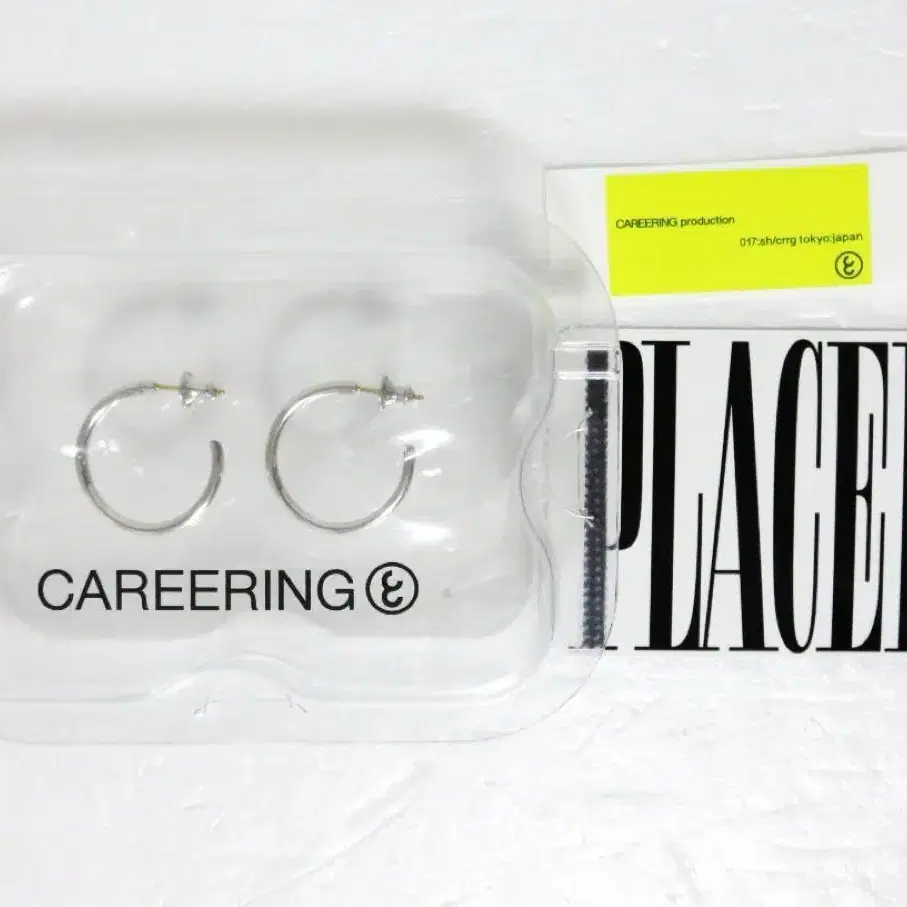 CAREERING production
017:sh/crrg tokyo.japan
PLACE
CAREERING